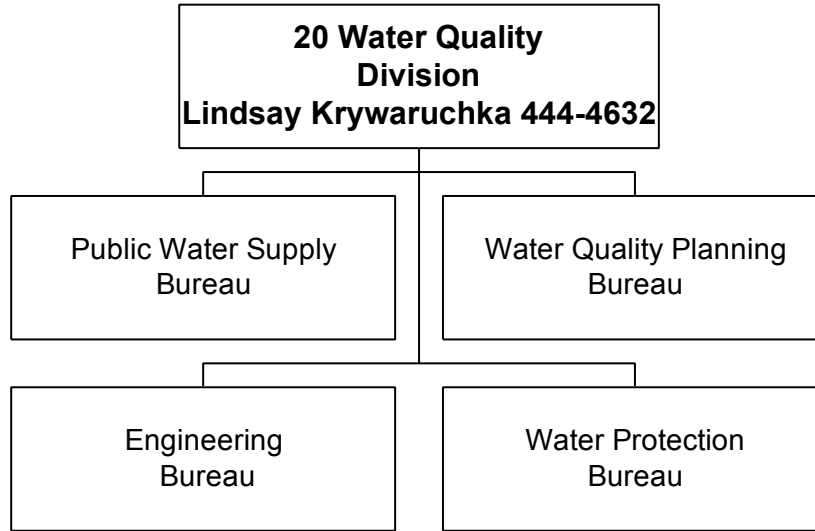 20 Water Quality
Division
Lindsay Krywaruchka 444-4632
Public Water Supply
Bureau
Water Quality Planning
Bureau
Engineering
Bureau
Water Protection
Bureau